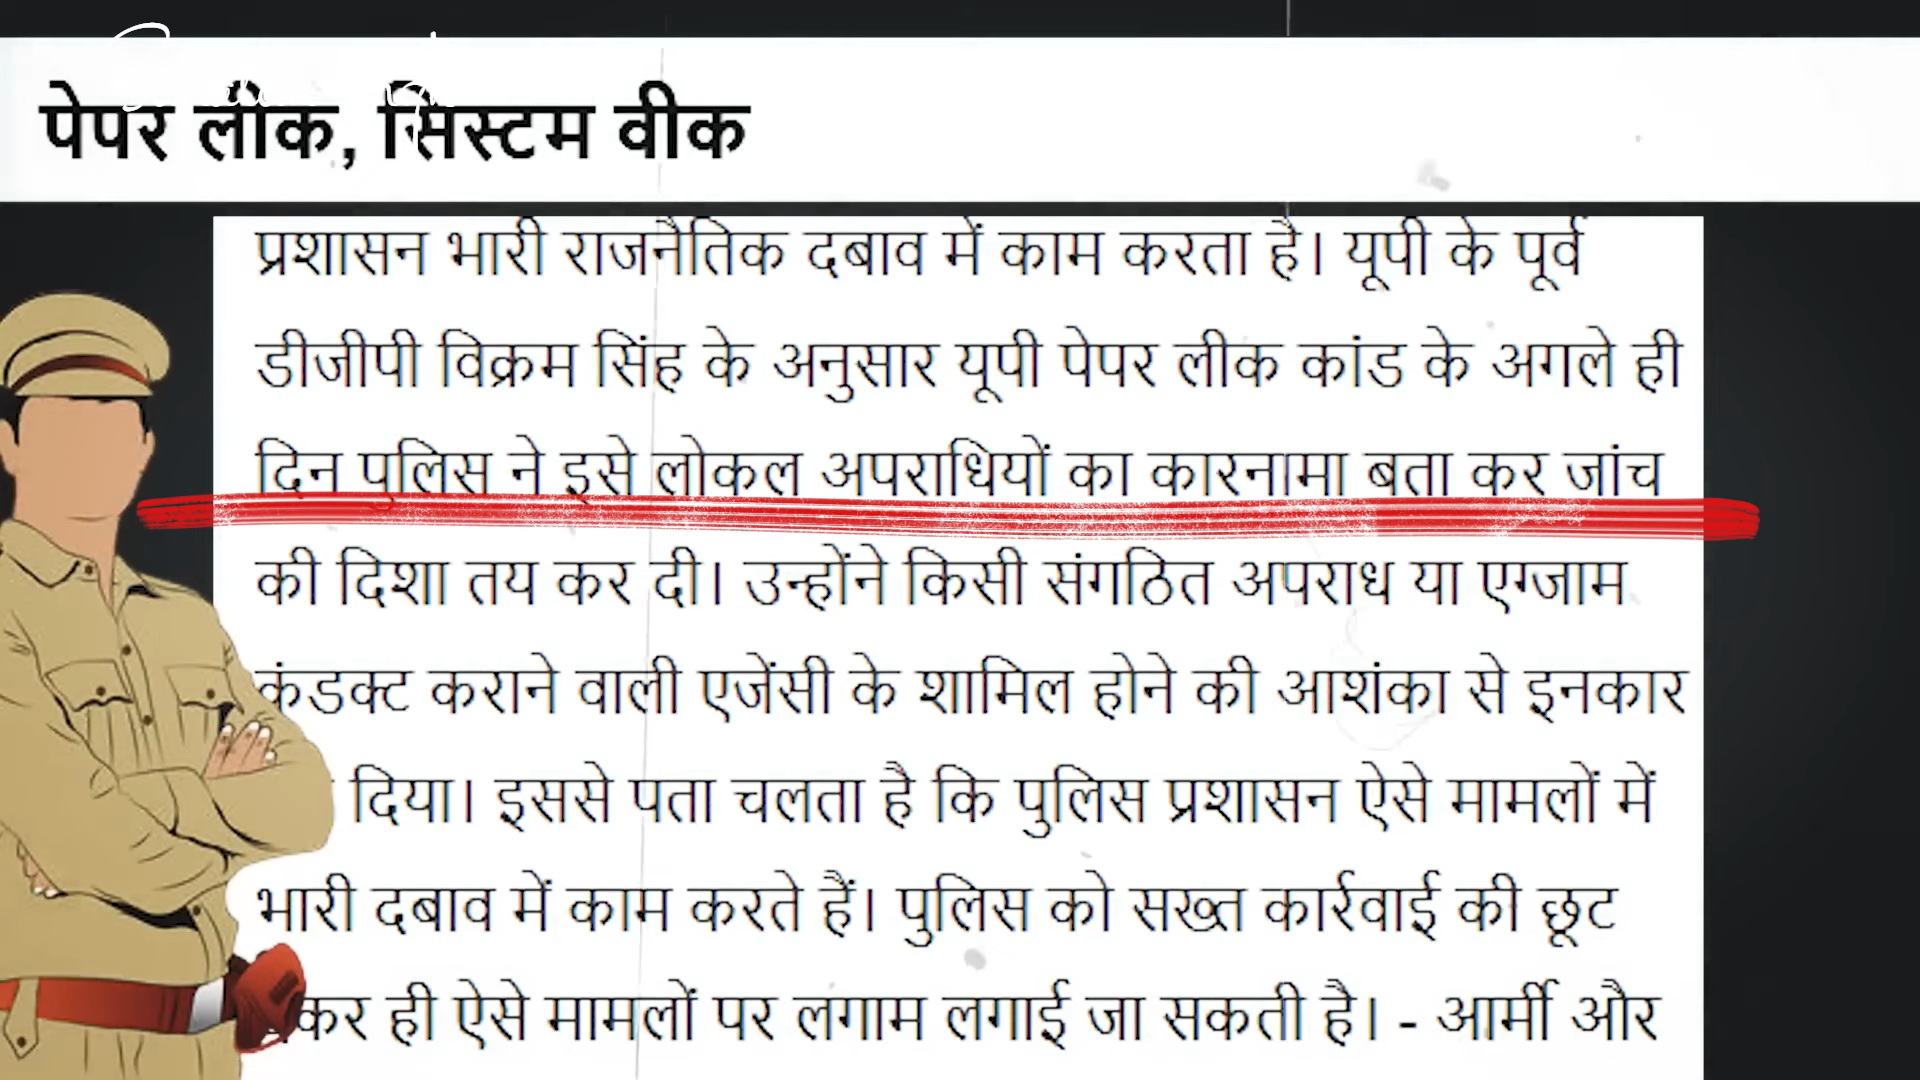 पेपर लीक, सिस्टम वीक
प्रशासन भारी राजनैतिक दबाव में काम करता है। यूपी के पूर्व
डीजीपी विक्रम सिंह के अनुसार यूपी पेपर लीक कांड के अगले ही
दिन पुलिस ने इसे लोकल अपराधियों का कारनामा बता कर जांच
की दिशा तय कर दी। उन्होंने किसी संगठित अपराध या एग्जाम
कंडक्ट कराने वाली एजेंसी के शामिल होने की आशंका से इनकार
दिया। इससे पता चलता है कि पुलिस प्रशासन ऐसे मामलों में
भारी दबाव में काम करते हैं। पुलिस को सख्त कार्रवाई की छूट
ही ऐसे मामलों पर लगाम लगाई जा सकती है। - आर्मी और